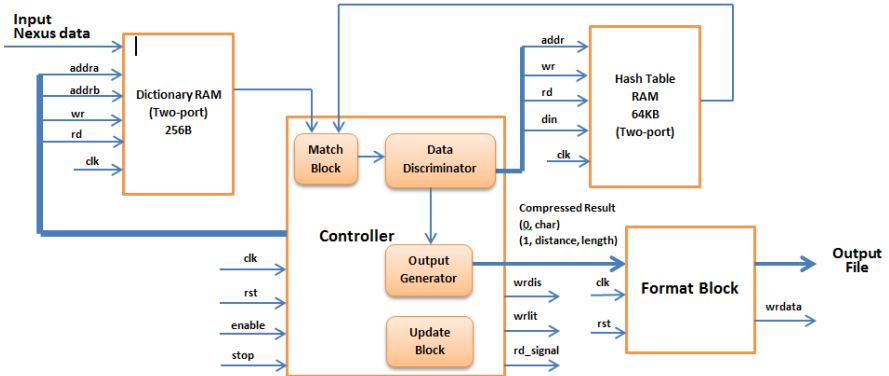 Input
Nexus data
addra
addrb
wr
rd
clk
Dictionary RAM
(Two-port)
256B
addr
wr
rd
din
clk
Hash Table
RAM
64KB
(Two-port)
Match
Block
Data
Discriminator
Controller
Output
Generator
Update
Block
clk
rst
enable
stop
wrdis
wrlit
rd_signal
Compressed Result
(0, char)
(1, distance, length)
clk
rst
Format Block
Output
File
wrdata